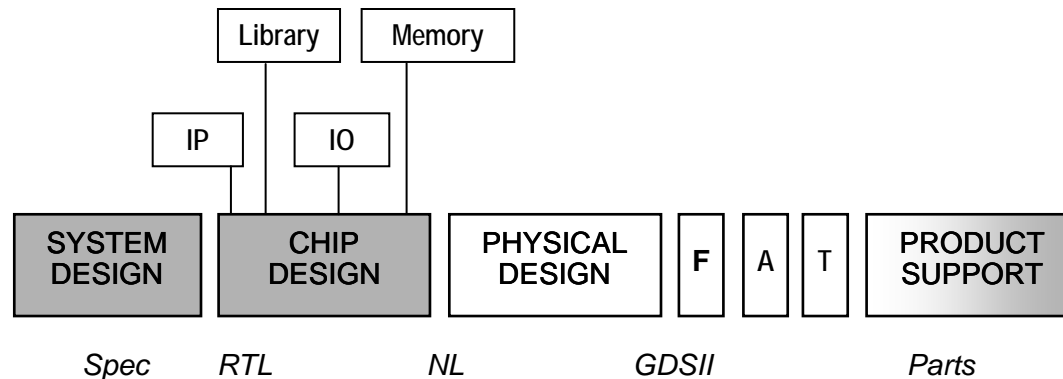 Library Memory
IP IO
SYSTEM DESIGN CHIP DESIGN PHYSICAL DESIGN F A T PRODUCT SUPPORT
Spec RTL NL GDSII Parts